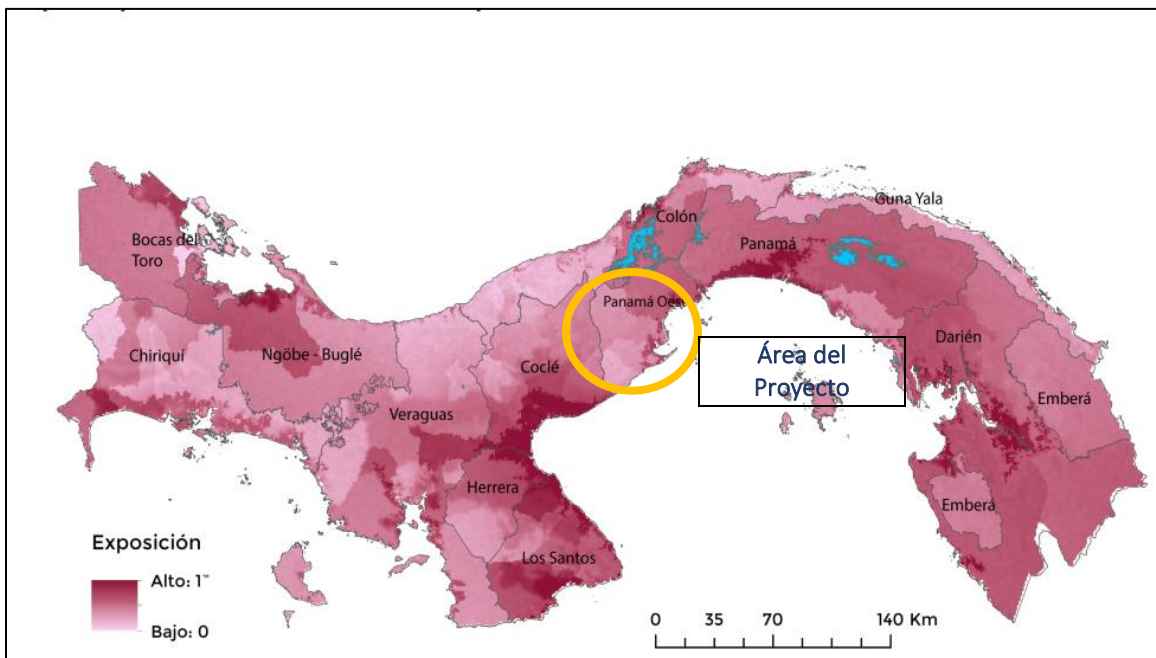 Guna Yala
Colón
Bocas del
Toro
Panamá
Panamá Oeste
Darién
Chiriquí
Ngöbe - Buglé
Coclé
Área del
Proyecto
Emberá
Veraguas
Herrera
Emberá
Los Santos
Exposición
Alto: 1
Bajo: 0
0 35 70 140 Km